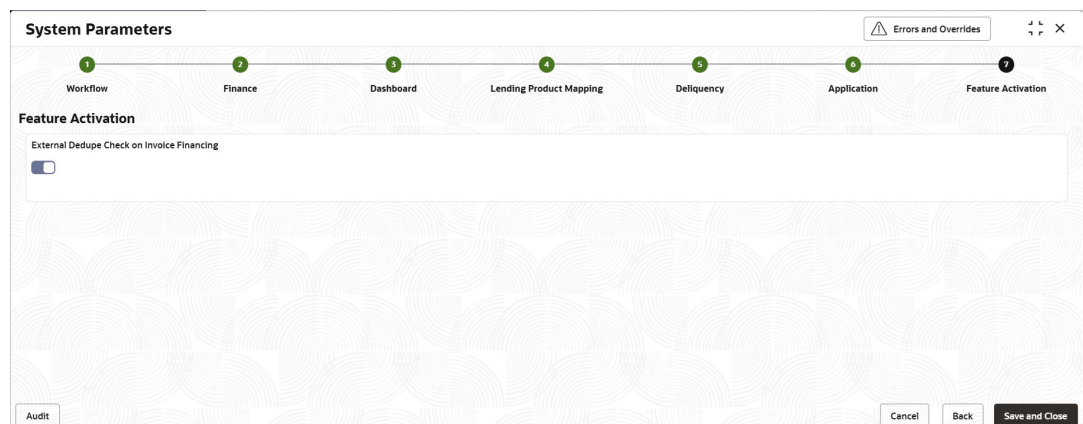 System Parameters
Errors and Overrides
1 2 3 4 5 6 7
Workflow Finance Dashboard Lending Product Mapping Deliquency Application Feature Activation
Feature Activation
External Dedupe Check on Invoice Financing
Audit Cancel Back Save and Close